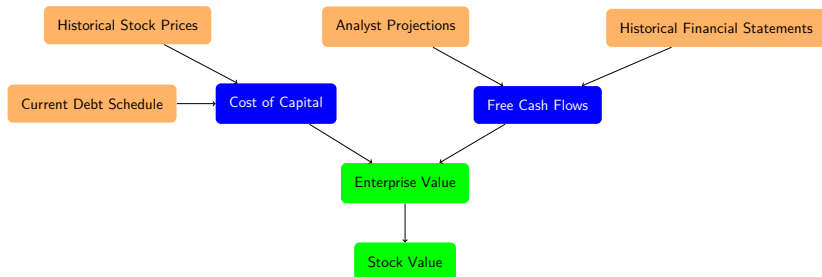 Historical Stock Prices
Analyst Projections
Historical Financial Statements
Current Debt Schedule
Cost of Capital
Free Cash Flows
Enterprise Value
Stock Value